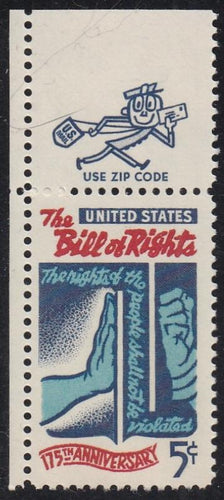 U.S.
MAIL
USE ZIP CODE
The UNITED STATES
Bill of Rights
The rights of the people shall not be violated
175TH ANNIVERSARY 5¢